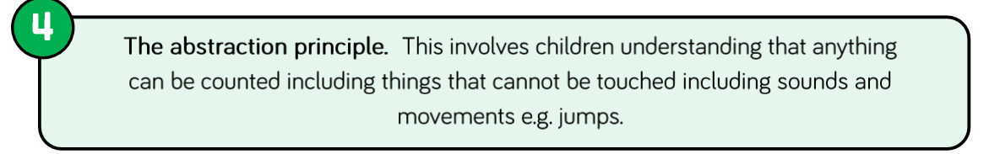 4
The abstraction principle. This involves children understanding that anything
can be counted including things that cannot be touched including sounds and
movements e.g. jumps.